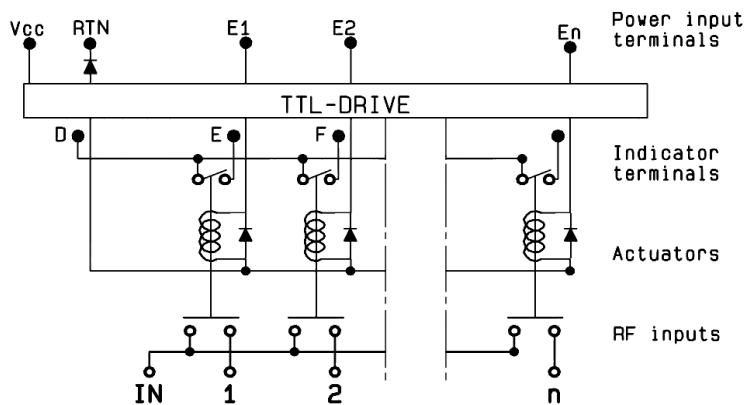 Vcc RTN E1 E2 En Power input
terminals
TTL-DRIVE
D E F Indicator
terminals
Actuators
RF inputs
IN 1 2 n